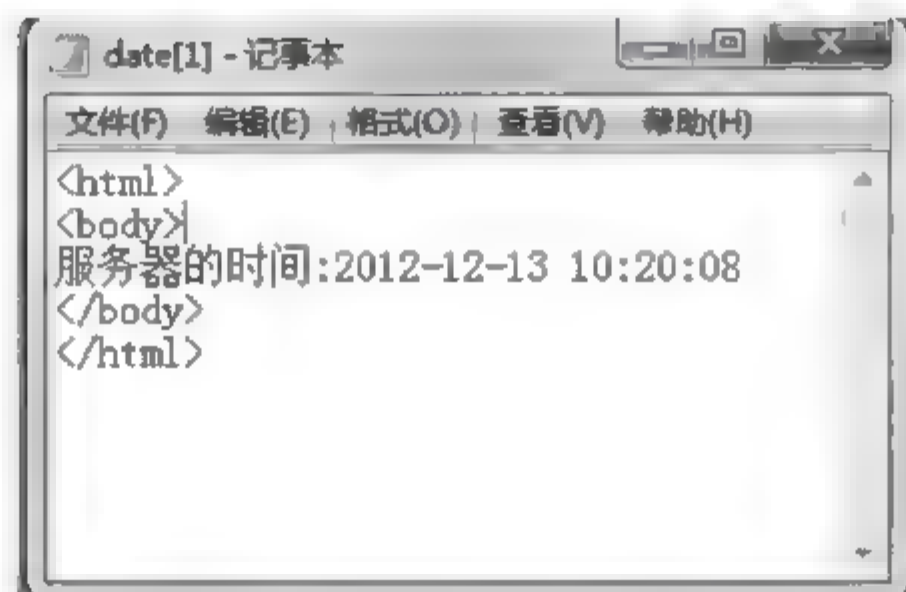 date[1] - 记事本
文件(F) 编辑(E) 格式(O) 查看(V) 帮助(H)
<html>
<body>
服务器的时间:2012-12-13 10:20:08
</body>
</html>